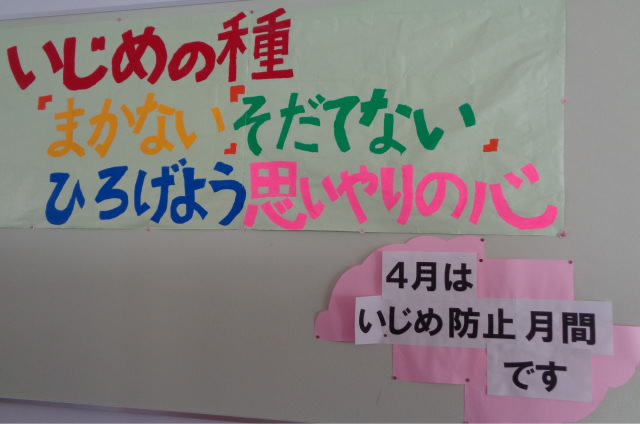 いじめの種
「まかない」「そだてない」
ひろげよう思いやりの心
4月は
いじめ防止月間
です